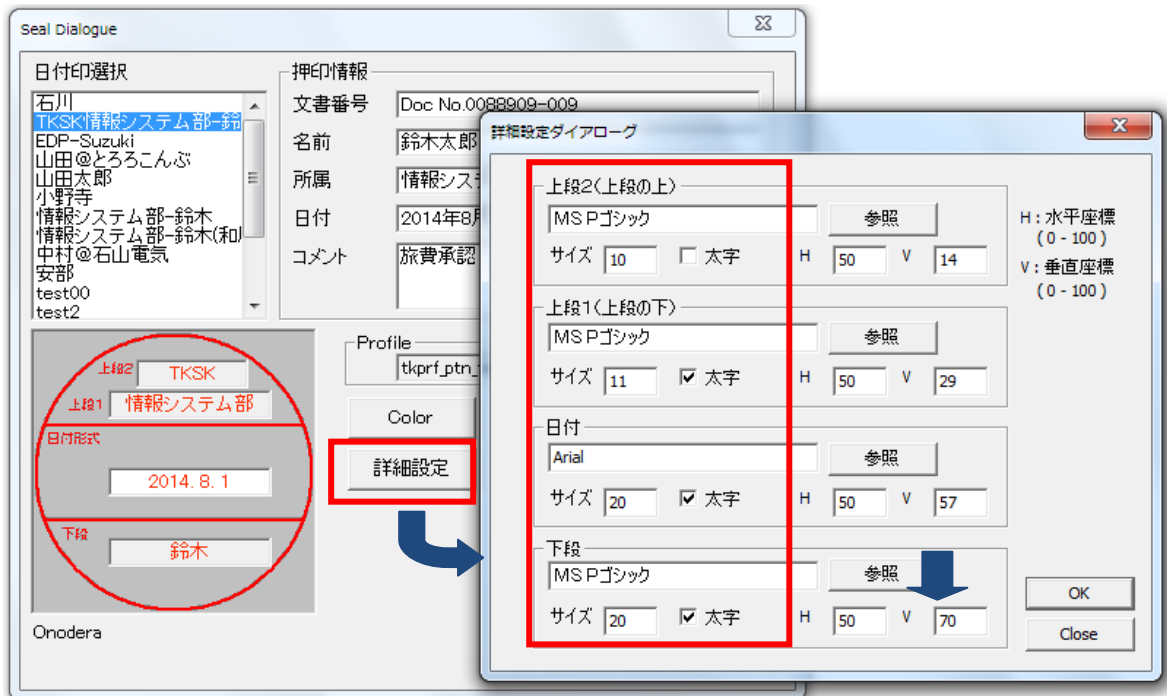 Seal Dialogue
日付印選択
石川
TKSK情報システム部-鈴
EDP-Suzuki
山田@とろろこんぶ
山田太郎
小野寺
情報システム部-鈴木
情報システム部-鈴木(和
中村@石山電気
安部
test00
test2
押印情報
文書番号 Doc No.0088909-009
名前 鈴木太郎
所属 情報シス
日付 2014年8
コメント 旅費承認
上段2 TKSK
上段1 情報システム部
日付形式
2014. 8. 1
下段
鈴木
Onodera
Profile
tkprf_ptn_
Color
詳細設定
詳細設定ダイアローグ
上段2(上段の上)
MS Pゴシック 参照
サイズ 10 太字 H 50 V 14
上段1(上段の下)
MS Pゴシック 参照
サイズ 11 太字 H 50 V 29
日付
Arial 参照
サイズ 20 太字 H 50 V 57
下段
MS Pゴシック 参照
サイズ 20 太字 H 50 V 70
H : 水平座標
( 0 - 100 )
V : 垂直座標
( 0 - 100 )
OK
Close